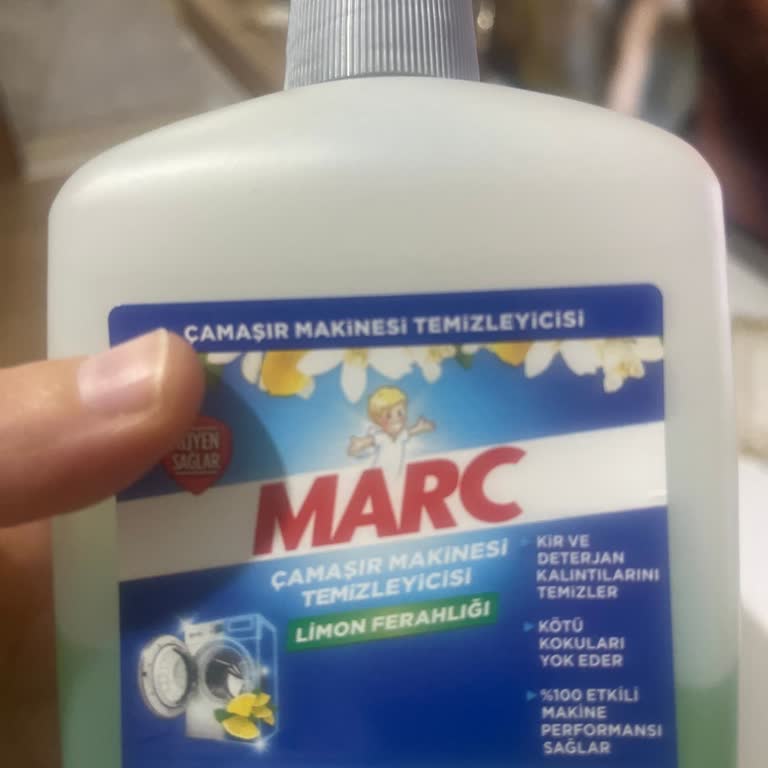 ÇAMAŞIR MAKİNESİ TEMİZLEYİCİSİ
SAĞLAR
MARC
ÇAMAŞIR MAKİNESİ
TEMİZLEYİCİSİ
LİMON FERAHLIĞI
KİR VE
DETERJAN
KALINTILARINI
TEMİZLER
KÖTÜ
KOKULARI
YOK EDER
%100 ETKİLİ
MAKİNE
PERFORMANSI
SAĞLAR